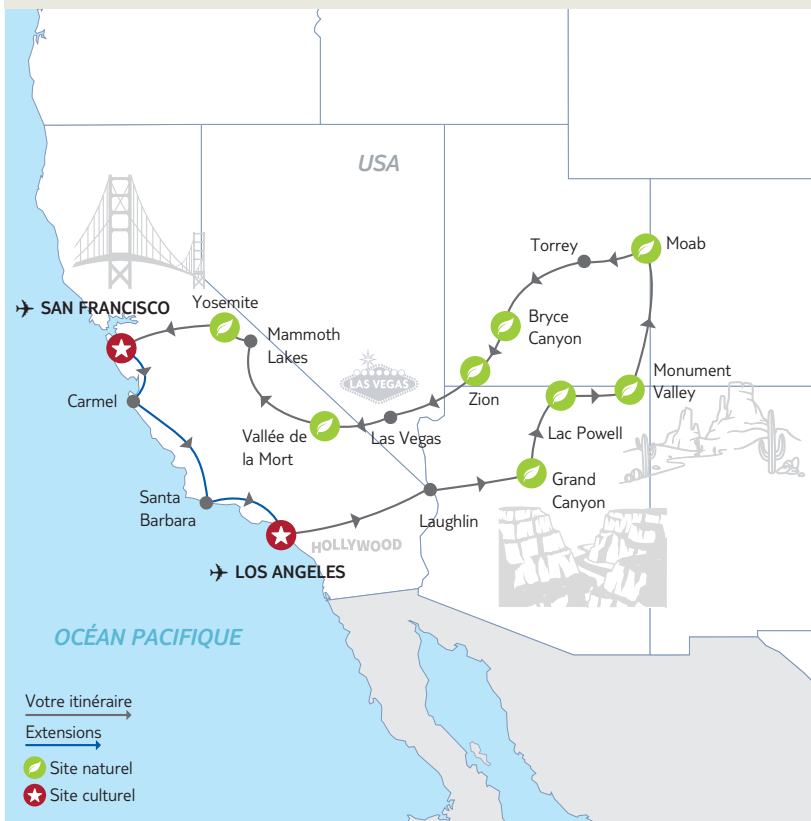 USA
Torrey
Moab
SAN FRANCISCO
Yosemite
Mammoth
Lakes
Bryce
Canyon
LAS VEGAS
Zion
Monument
Valley
Carmel
Vallée de
la Mort
Las Vegas
Lac Powell
Grand
Canyon
Santa
Barbara
Laughlin
HOLLYWOOD
LOS ANGELES
OCÉAN PACIFIQUE
Votre itinéraire
Extensions
Site naturel
Site culturel